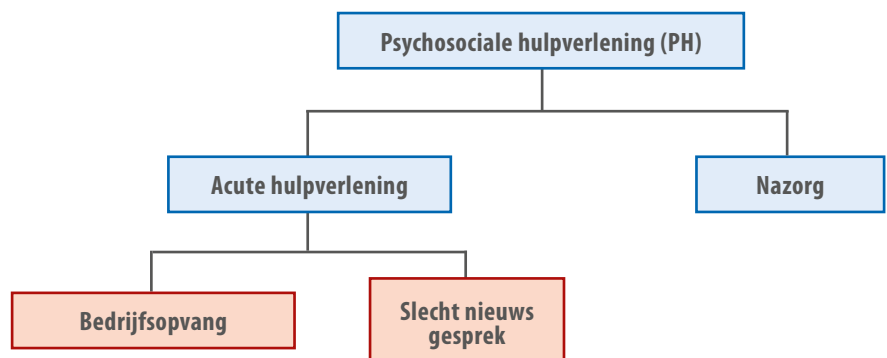 Psychosociale hulpverlening (PH)
Acute hulpverlening
Nazorg
Bedrijfsopvang
Slecht nieuws
gesprek